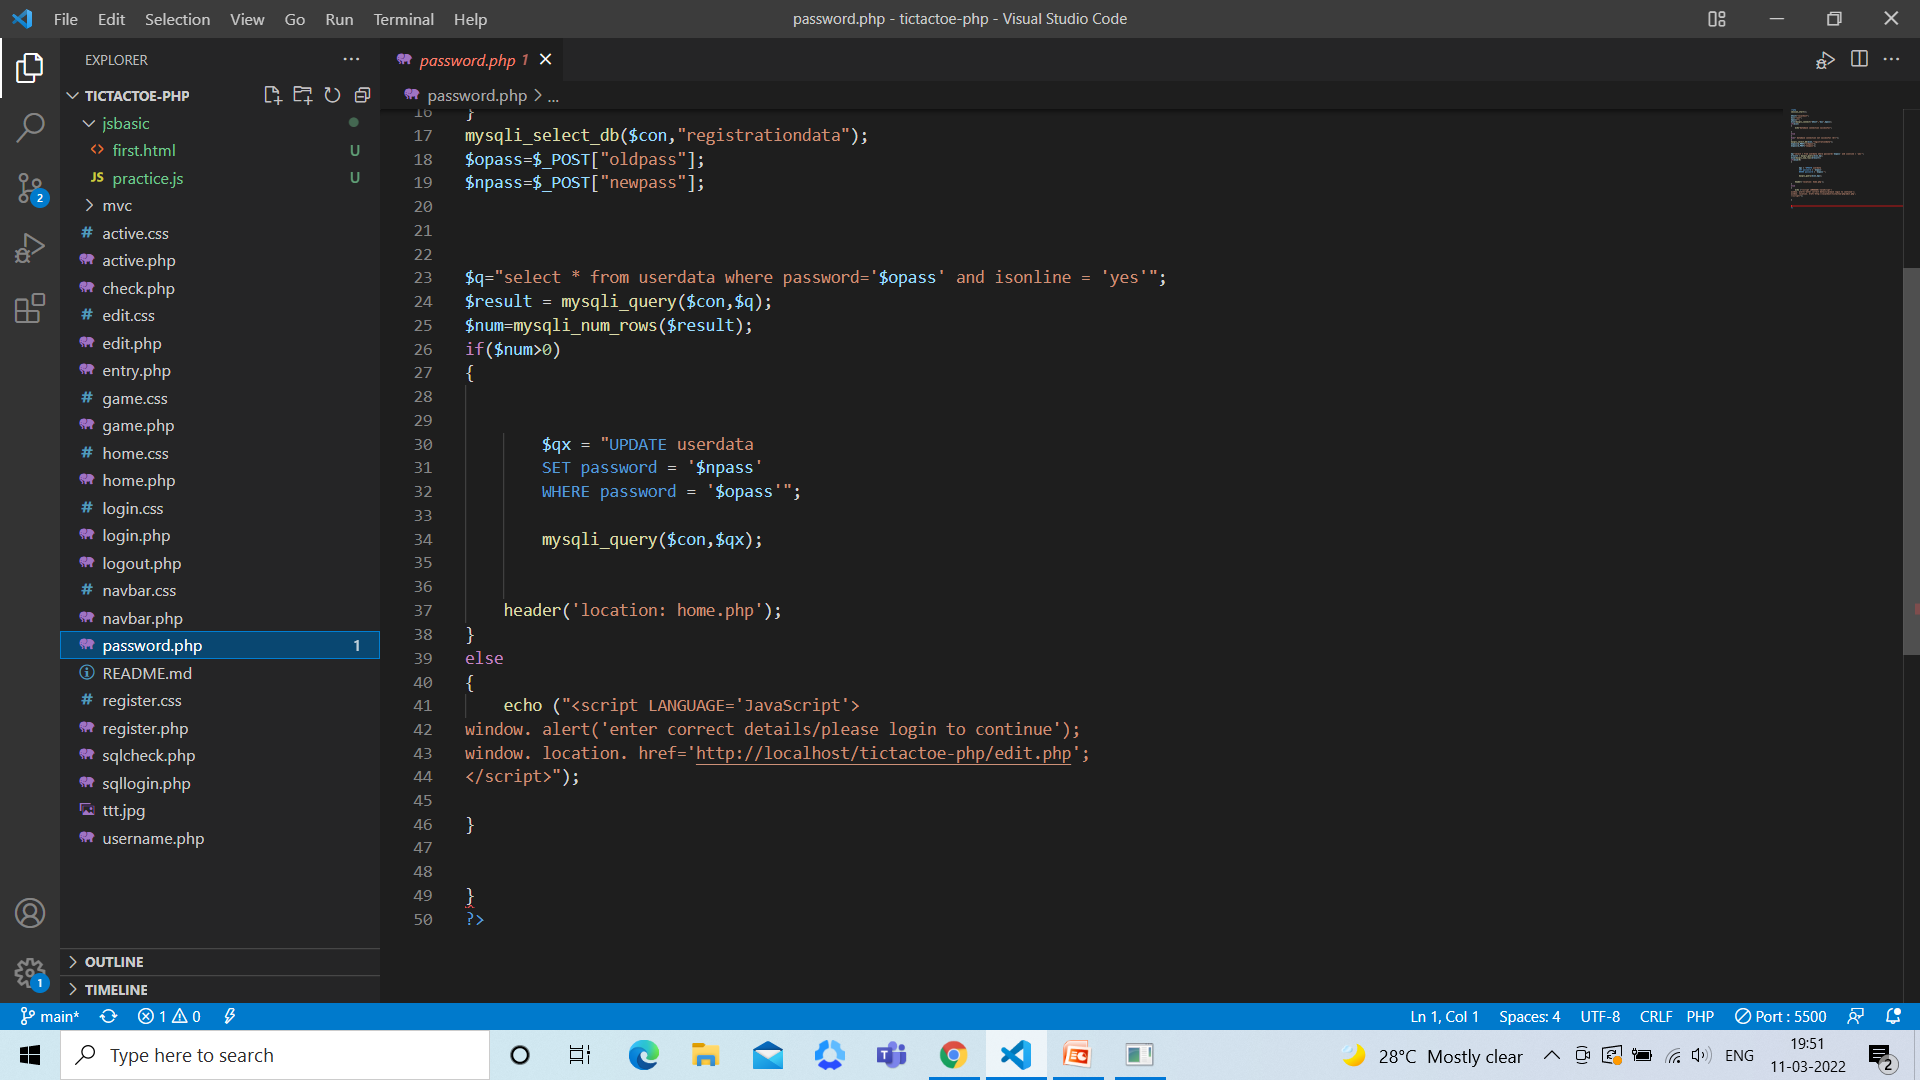 File Edit Selection View Go Run Terminal Help
password.php - tictactoe-php - Visual Studio Code
EXPLORER
TICTACTOE-PHP
jsbasic
first.html U
JS practice.js U
mvc
# active.css
active.php
check.php
# edit.css
edit.php
entry.php
# game.css
game.php
# home.css
home.php
# login.css
login.php
logout.php
# navbar.css
navbar.php
password.php 1
README.md
# register.css
register.php
sqlcheck.php
sqllogin.php
ttt.jpg
username.php
OUTLINE
TIMELINE
2
1
password.php 1
password.php > ...
16 }
17 mysqli_select_db($con,"registrationdata");
18 $opass=$_POST["oldpass"];
19 $npass=$_POST["newpass"];
20
21
22
23 $q="select * from userdata where password='$opass' and isonline = 'yes'";
24 $result = mysqli_query($con,$q);
25 $num=mysqli_num_rows($result);
26 if($num>0)
27 {
28
29
30 $qx = "UPDATE userdata
31 SET password = '$npass'
32 WHERE password = '$opass'";
33
34 mysqli_query($con,$qx);
35
36
37 header('location: home.php');
38 }
39 else
40 {
41 echo ("<script LANGUAGE='JavaScript'>
42 window. alert('enter correct details/please login to continue');
43 window. location. href='http://localhost/tictactoe-php/edit.php';
44 </script>");
45
46 }
47
48
49 }
50 ?>
main* 1 0
Ln 1, Col 1 Spaces: 4 UTF-8 CRLF PHP Port : 5500
Type here to search
28°C Mostly clear
ENG
19:51
11-03-2022
2